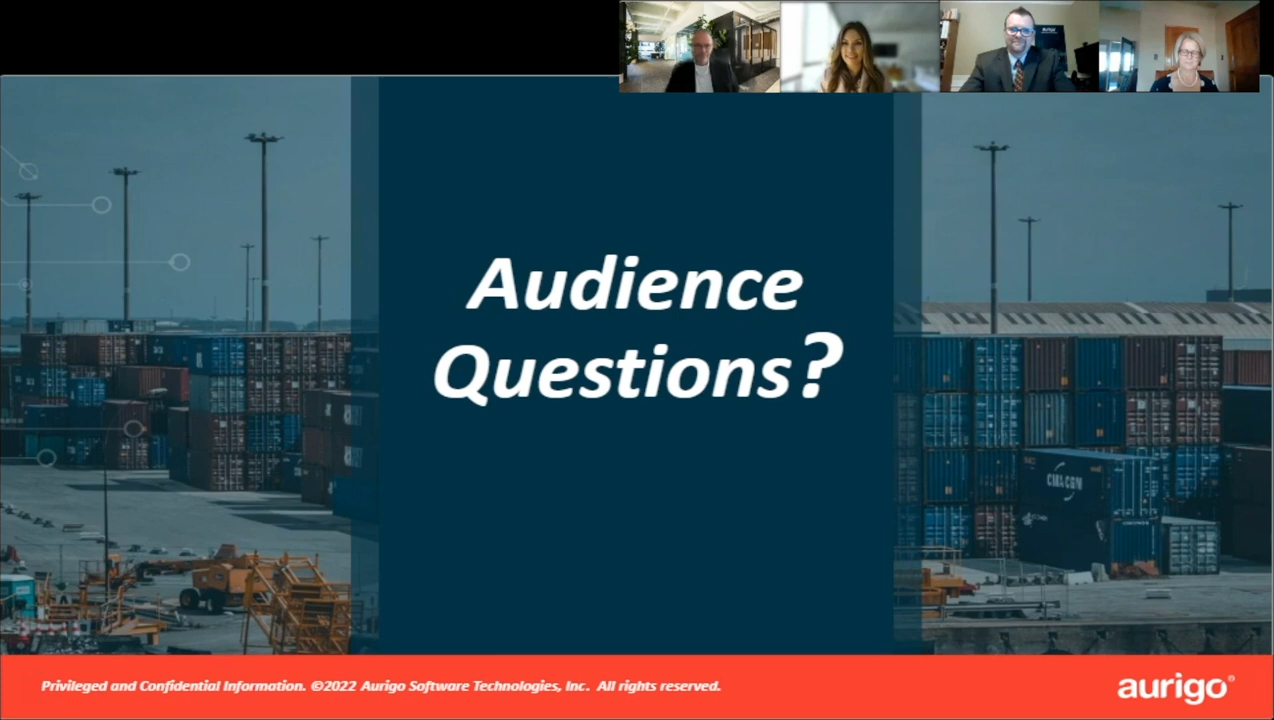 Audience
Questions?
CMA CGM
Privileged and Confidential Information. ©2022 Aurigo Software Technologies, Inc. All rights reserved.
aurigo®